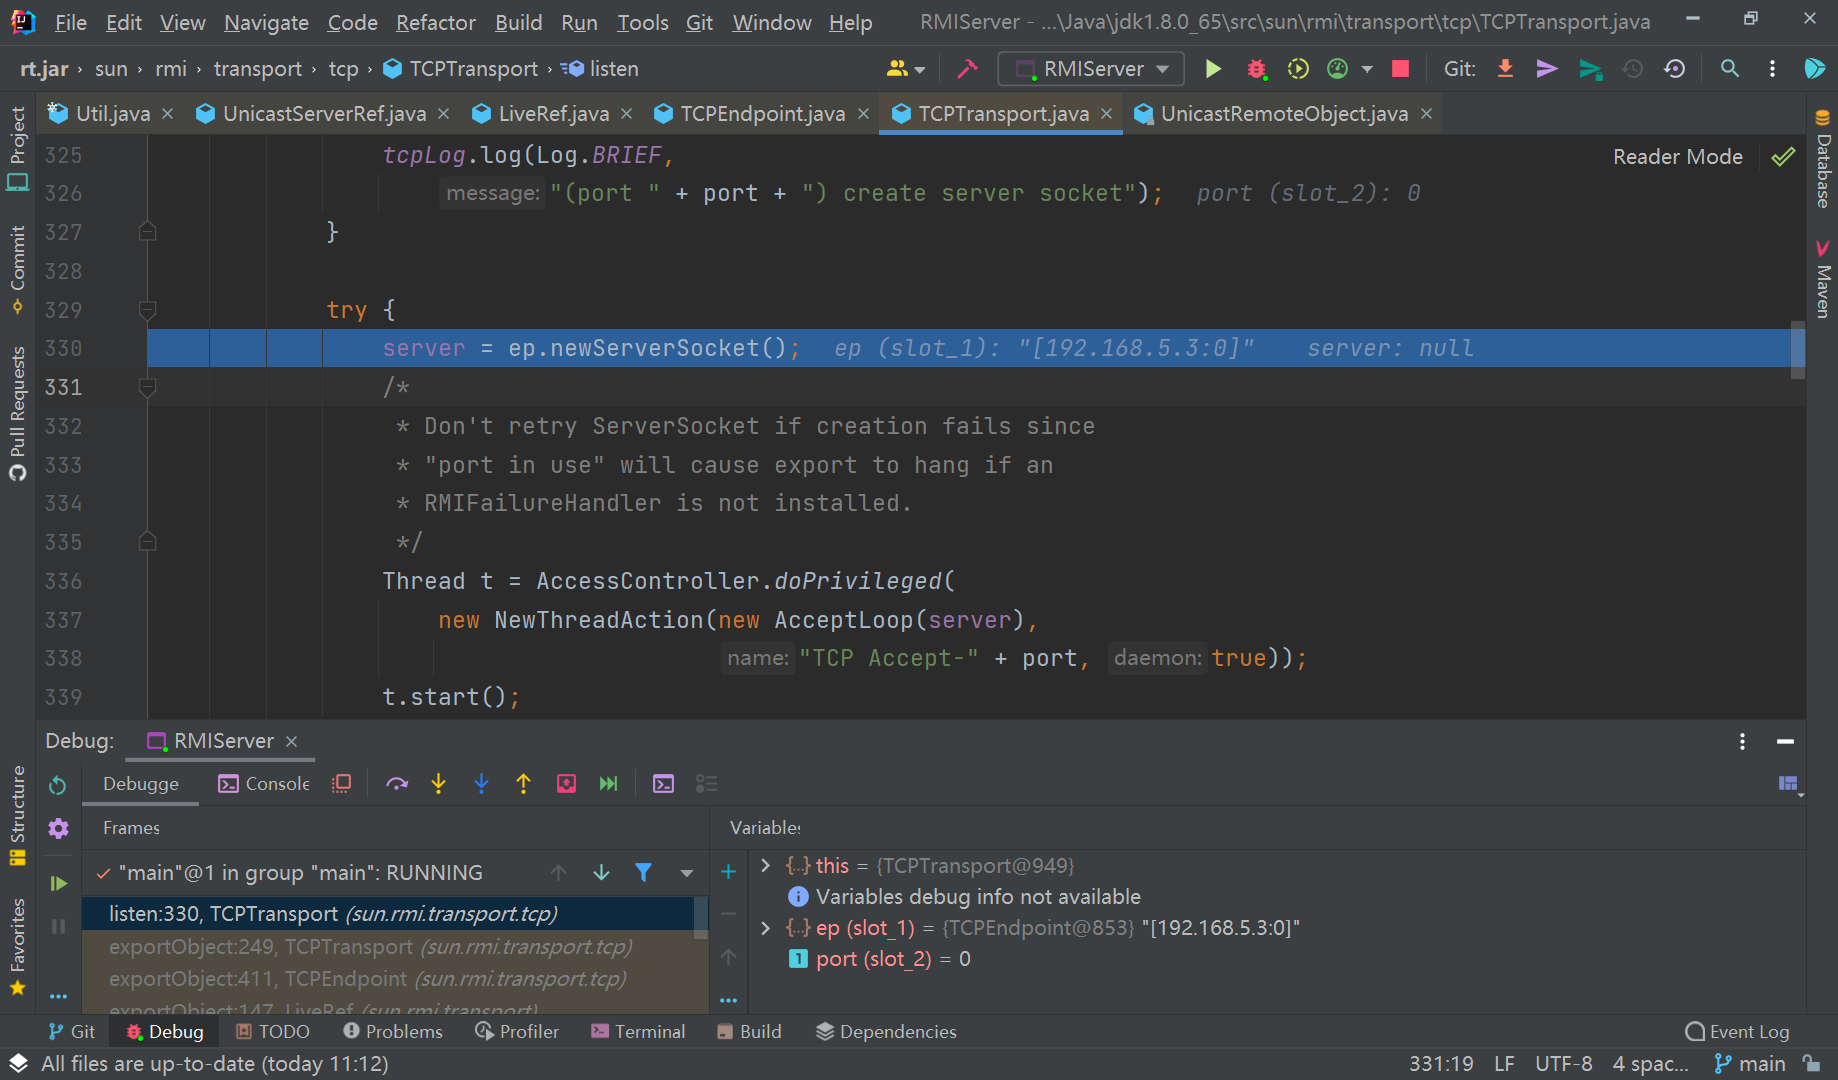 File Edit View Navigate Code Refactor Build Run Tools Git Window Help RMIServer - ...\Java\jdk1.8.0_65\src\sun\rmi\transport\tcp\TCPTransport.java
rt.jar › sun › rmi › transport › tcp › TCPTransport › listen RMIServer Git:
Util.java UnicastServerRef.java LiveRef.java TCPEndpoint.java TCPTransport.java UnicastRemoteObject.java
Project
Commit
Pull Requests
Structure
Favorites
Database
Maven
Reader Mode
325 tcpLog.log(Log.BRIEF,
326 message: "(port " + port + ") create server socket"); port (slot_2): 0
327 }
328
329 try {
330 server = ep.newServerSocket(); ep (slot_1): "[192.168.5.3:0]" server: null
331 /*
332 * Don't retry ServerSocket if creation fails since
333 * "port in use" will cause export to hang if an
334 * RMIFailureHandler is not installed.
335 */
336 Thread t = AccessController.doPrivileged(
337 new NewThreadAction(new AcceptLoop(server),
338 name: "TCP Accept-" + port, daemon: true));
339 t.start();
Debug: RMIServer
Debugge Console
Frames
Variables
"main"@1 in group "main": RUNNING
listen:330, TCPTransport (sun.rmi.transport.tcp)
exportObject:249, TCPTransport (sun.rmi.transport.tcp)
exportObject:411, TCPEndpoint (sun.rmi.transport.tcp)
exportObject:147, LiveRef (sun.rmi.transport)
this = {TCPTransport@949}
Variables debug info not available
ep (slot_1) = {TCPEndpoint@853} "[192.168.5.3:0]"
port (slot_2) = 0
Git Debug TODO Problems Profiler Terminal Build Dependencies Event Log
All files are up-to-date (today 11:12) 331:19 LF UTF-8 4 spac... main